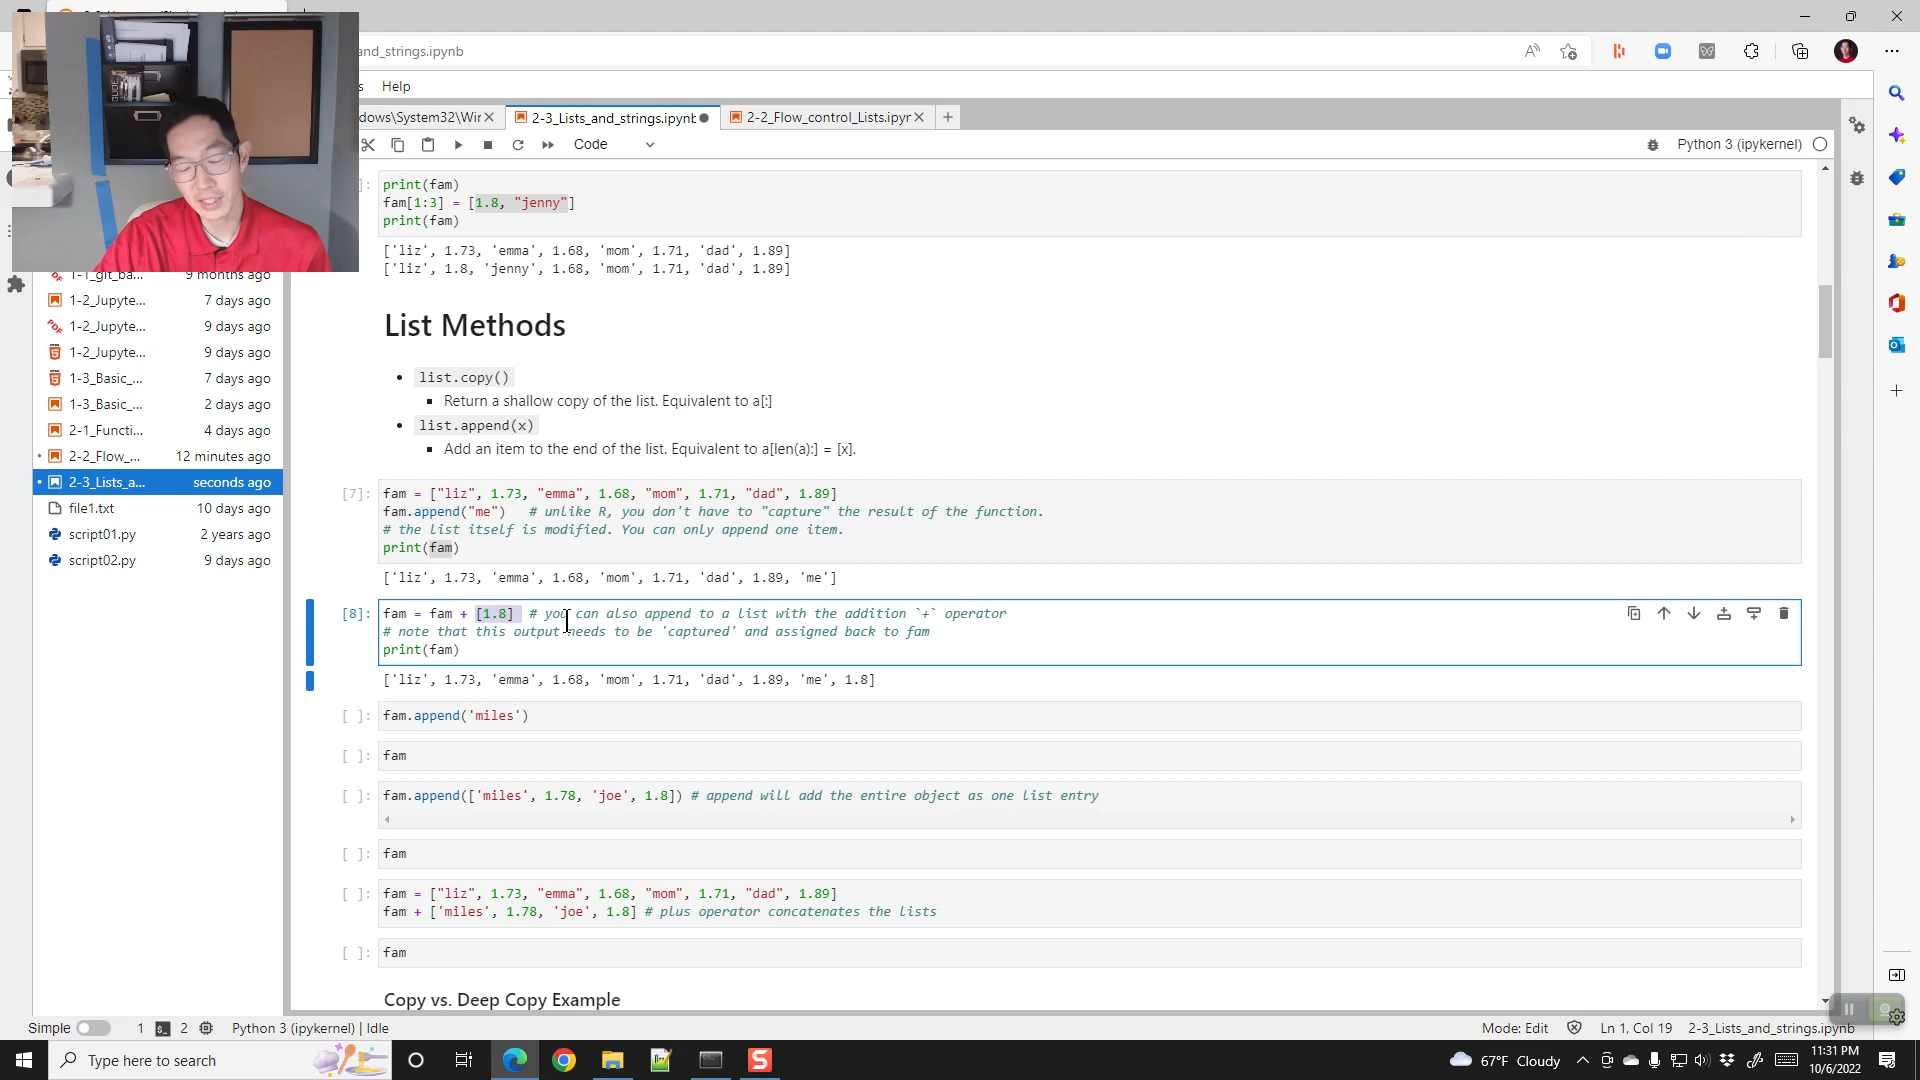 and_strings.ipynb
Help
dows\System32\Wir
2-3_Lists_and_strings.ipynb
2-2_Flow_control_Lists.ipyr
Code
Python 3 (ipykernel)
]:
print(fam)
fam[1:3] = [1.8, "jenny"]
print(fam)
['liz', 1.73, 'emma', 1.68, 'mom', 1.71, 'dad', 1.89]
['liz', 1.8, 'jenny', 1.68, 'mom', 1.71, 'dad', 1.89]
List Methods
list.copy()
Return a shallow copy of the list. Equivalent to a[:]
list.append(x)
Add an item to the end of the list. Equivalent to a[len(a):] = [x].
[7]:
fam = ["liz", 1.73, "emma", 1.68, "mom", 1.71, "dad", 1.89]
fam.append("me")   # unlike R, you don't have to "capture" the result of the function.
# the list itself is modified. You can only append one item.
print(fam)
['liz', 1.73, 'emma', 1.68, 'mom', 1.71, 'dad', 1.89, 'me']
[8]:
fam = fam + [1.8]  # you can also append to a list with the addition `+` operator
# note that this output needs to be 'captured' and assigned back to fam
print(fam)
['liz', 1.73, 'emma', 1.68, 'mom', 1.71, 'dad', 1.89, 'me', 1.8]
[ ]:
fam.append('miles')
[ ]:
fam
[ ]:
fam.append(['miles', 1.78, 'joe', 1.8]) # append will add the entire object as one list entry
[ ]:
fam
[ ]:
fam = ["liz", 1.73, "emma", 1.68, "mom", 1.71, "dad", 1.89]
fam + ['miles', 1.78, 'joe', 1.8] # plus operator concatenates the lists
[ ]:
fam
Copy vs. Deep Copy Example
1-1_git_ba... 9 months ago
1-2_Jupyte... 7 days ago
1-2_Jupyte... 9 days ago
1-2_Jupyte... 9 days ago
1-3_Basic_... 7 days ago
1-3_Basic_... 2 days ago
2-1_Functi... 4 days ago
2-2_Flow_... 12 minutes ago
2-3_Lists_a... seconds ago
file1.txt 10 days ago
script01.py 2 years ago
script02.py 9 days ago
Simple
1
2
Python 3 (ipykernel) | Idle
Mode: Edit
Ln 1, Col 19
2-3_Lists_and_strings.ipynb
Type here to search
67°F Cloudy
11:31 PM
10/6/2022